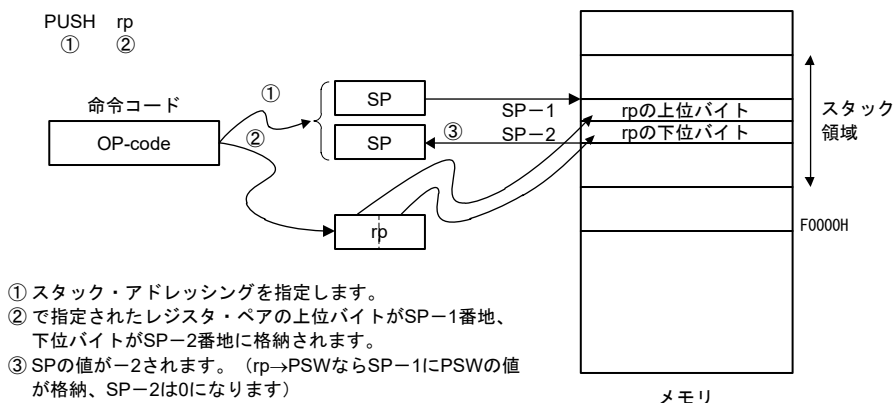 PUSH rp
① ②
①
命令コード
OP-code
②
SP
SP
③
SP－1
SP－2
rpの上位バイト
rpの下位バイト
スタック
領域
rp
F0000H
① スタック・アドレッシングを指定します。
② で指定されたレジスタ・ペアの上位バイトがSP－1番地、
下位バイトがSP－2番地に格納されます。
③ SPの値が－2されます。（rp→PSWならSP－1にPSWの値
が格納、SP－2は0になります）
メモリ